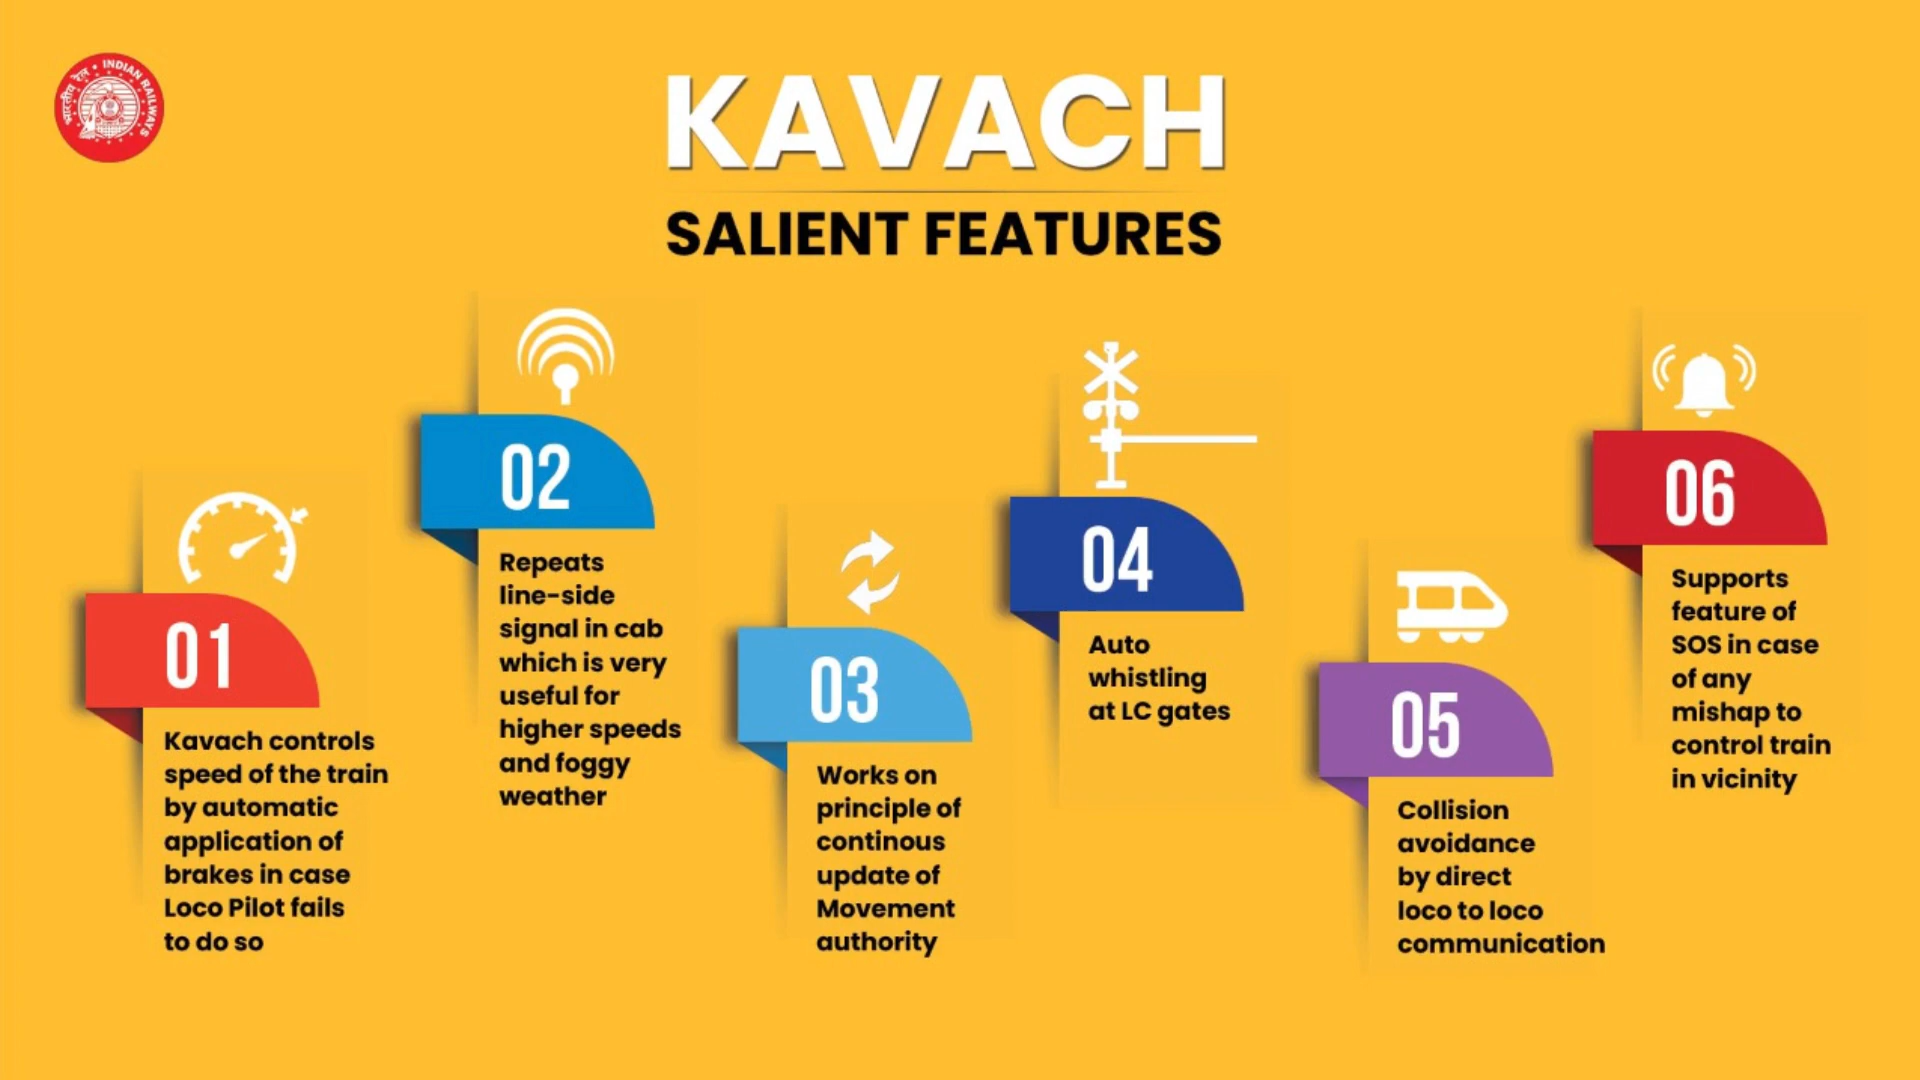 भारतीय रेल • INDIAN RAILWAYS
KAVACH
SALIENT FEATURES
01
Kavach controls
speed of the train
by automatic
application of
brakes in case
Loco Pilot fails
to do so
02
Repeats
line-side
signal in cab
which is very
useful for
higher speeds
and foggy
weather
03
Works on
principle of
continous
update of
Movement
authority
04
Auto
whistling
at LC gates
05
Collision
avoidance
by direct
loco to loco
communication
06
Supports
feature of
SOS in case
of any
mishap to
control train
in vicinity